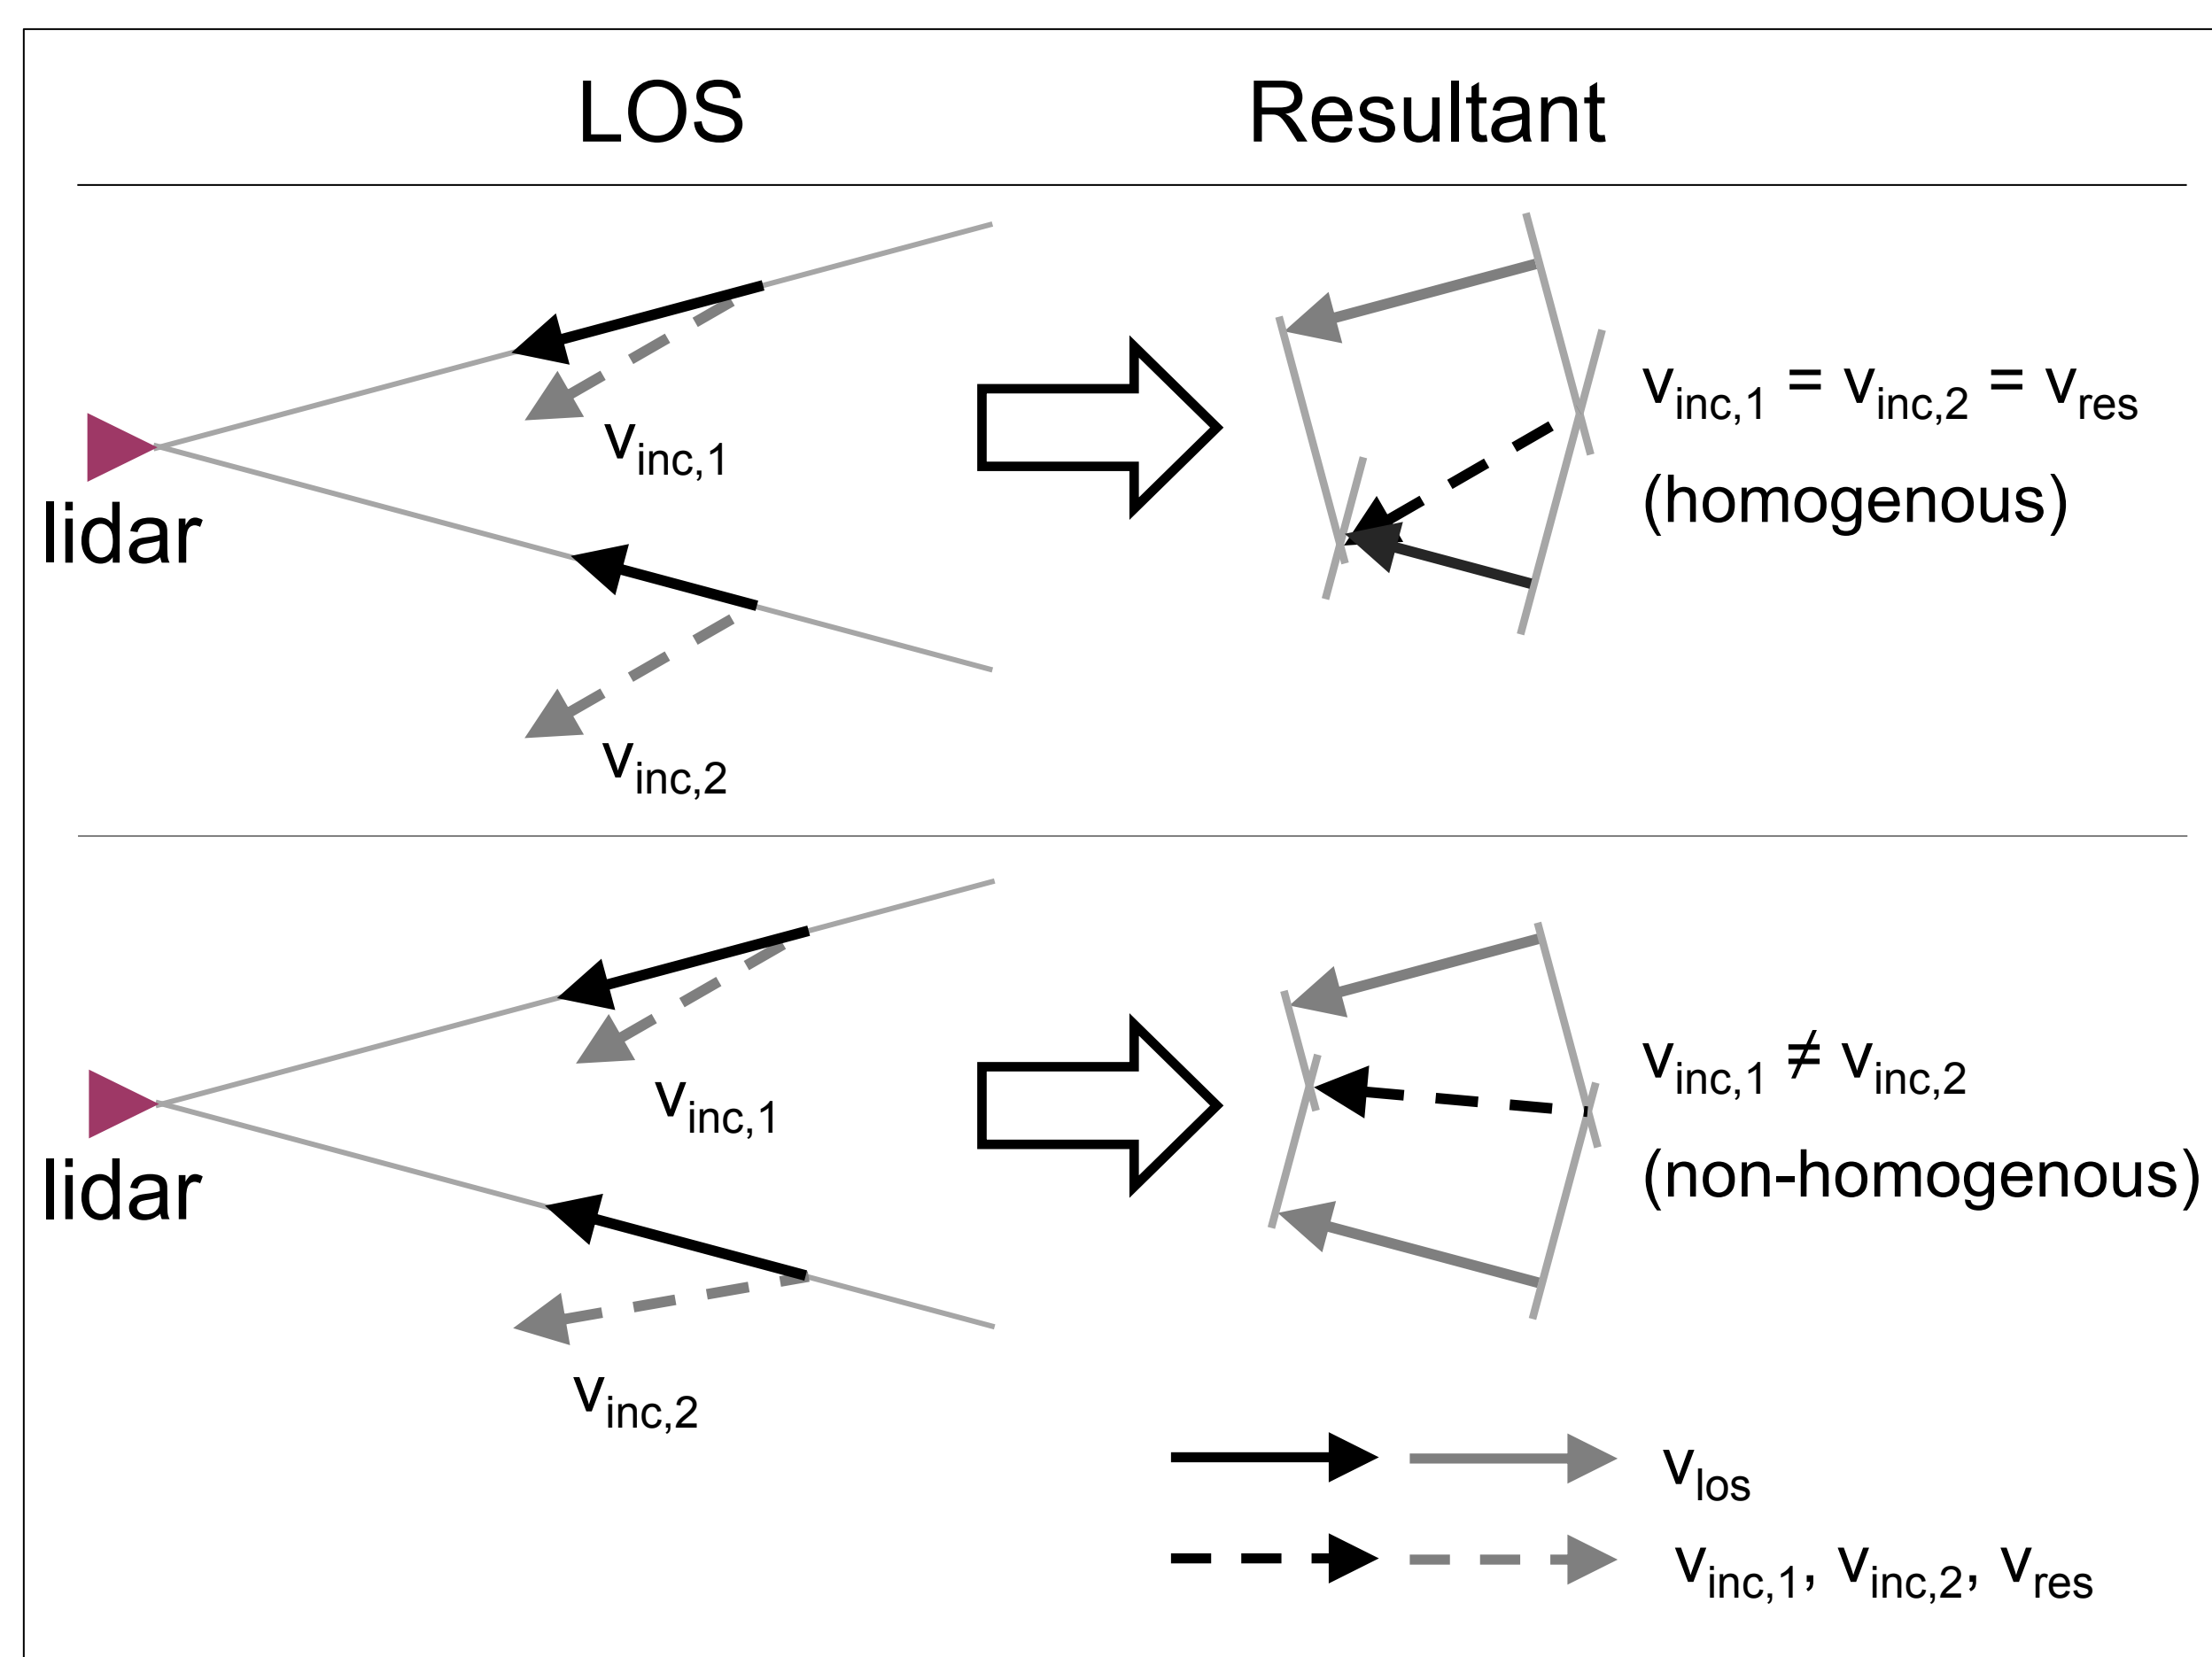 LOS Resultant
v_inc,1 = v_inc,2 = v_res
v_inc,1
(homogenous)
lidar
v_inc,2
v_inc,1 ≠ v_inc,2
v_inc,1
(non-homogenous)
lidar
v_inc,2
v_los
v_inc,1, v_inc,2, v_res